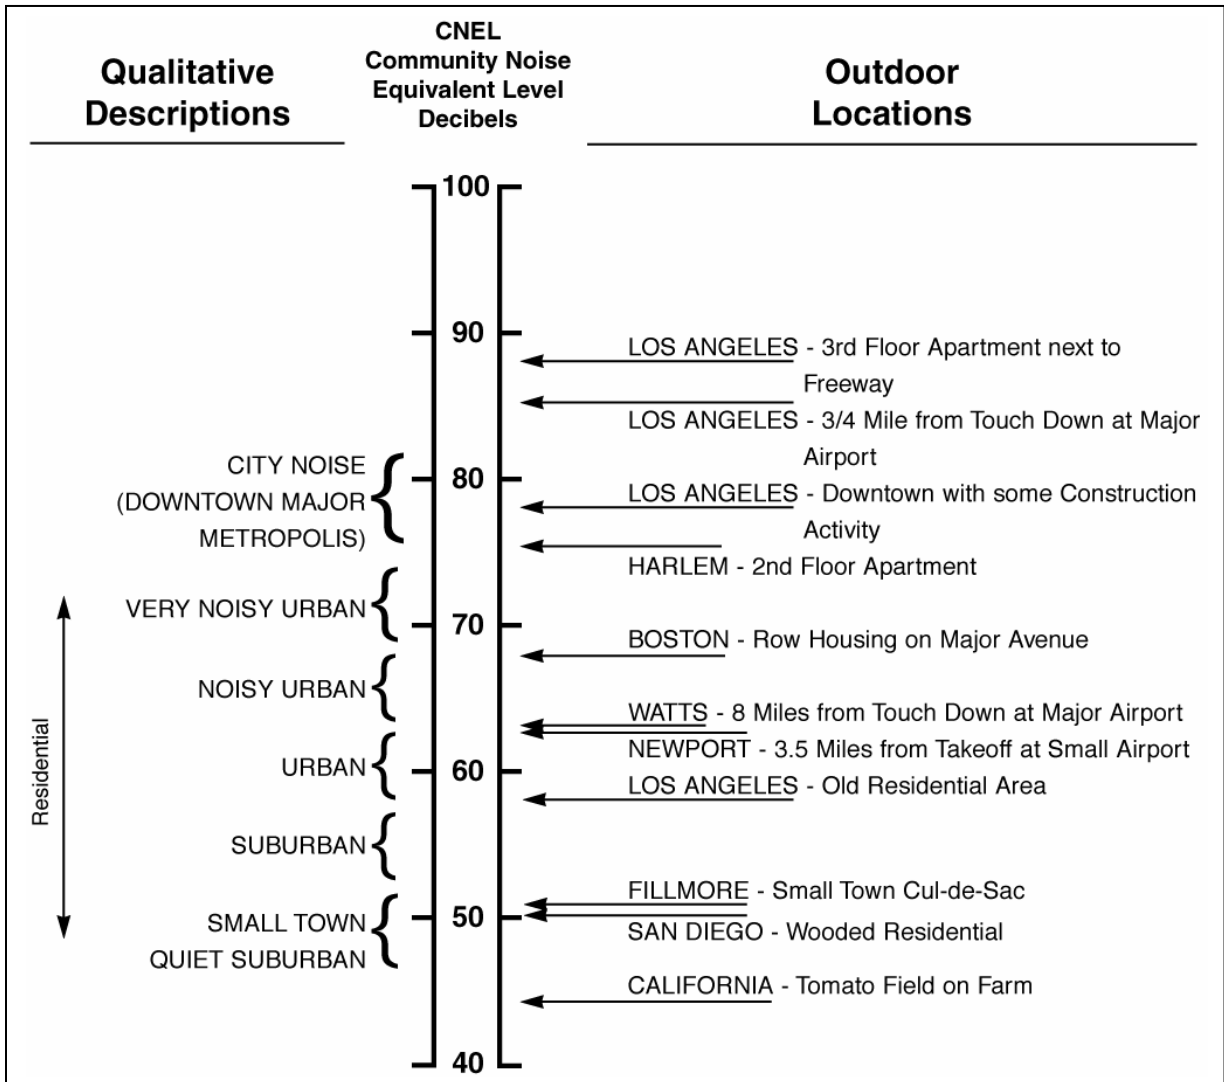 Qualitative
Descriptions
CNEL
Community Noise
Equivalent Level
Decibels
Outdoor
Locations
100
90
80
70
60
50
40
CITY NOISE
(DOWNTOWN MAJOR
METROPOLIS)
VERY NOISY URBAN
NOISY URBAN
URBAN
SUBURBAN
SMALL TOWN
QUIET SUBURBAN
Residential
LOS ANGELES - 3rd Floor Apartment next to
Freeway
LOS ANGELES - 3/4 Mile from Touch Down at Major
Airport
LOS ANGELES - Downtown with some Construction
Activity
HARLEM - 2nd Floor Apartment
BOSTON - Row Housing on Major Avenue
WATTS - 8 Miles from Touch Down at Major Airport
NEWPORT - 3.5 Miles from Takeoff at Small Airport
LOS ANGELES - Old Residential Area
FILLMORE - Small Town Cul-de-Sac
SAN DIEGO - Wooded Residential
CALIFORNIA - Tomato Field on Farm